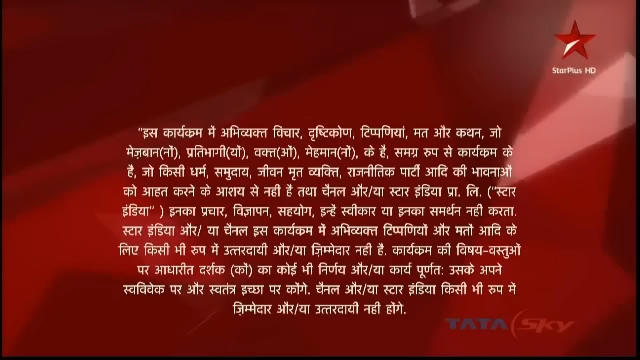 StarPlus HD
"इस कार्यक्रम में अभिव्यक्त विचार, दृष्टिकोण, टिप्पणियां, मत और कथन, जो
मेज़बान(नों), प्रतिभागी(यों), वक्त(ओं), मेहमान(नों), के है, समग्र रुप से कार्यक्रम के
है, जो किसी धर्म, समुदाय, जीवन मृत व्यक्ति, राजनीतिक पार्टी आदि की भावनाओं
को आहत करने के आशय से नही है तथा चैनल और/या स्टार इंडिया प्रा. लि. ("स्टार
इंडिया" ) इनका प्रचार, विज्ञापन, सहयोग, इन्हें स्वीकार या इनका समर्थन नही करता.
स्टार इंडिया और/ या चैनल इस कार्यक्रम में अभिव्यक्त टिप्पणियों और मतों आदि के
लिए किसी भी रुप में उत्तरदायी और/या ज़िम्मेदार नही है. कार्यक्रम की विषय-वस्तुओं
पर आधारीत दर्शक (कों) का कोई भी निर्णय और/या कार्य पूर्णत: उसके अपने
स्वविवेक पर और स्वतंत्र इच्छा पर कोंगे. चैनल और/या स्टार इंडिया किसी भी रुप में
ज़िम्मेदार और/या उत्तरदायी नही होंगे.
TATA Sky